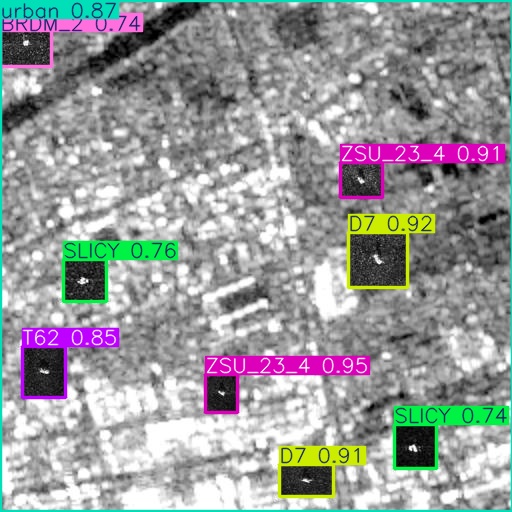 urban 0.87
BRDM_2 0.74
ZSU_23_4 0.91
D7 0.92
SLICY 0.76
T62 0.85
ZSU_23_4 0.95
SLICY 0.74
D7 0.91